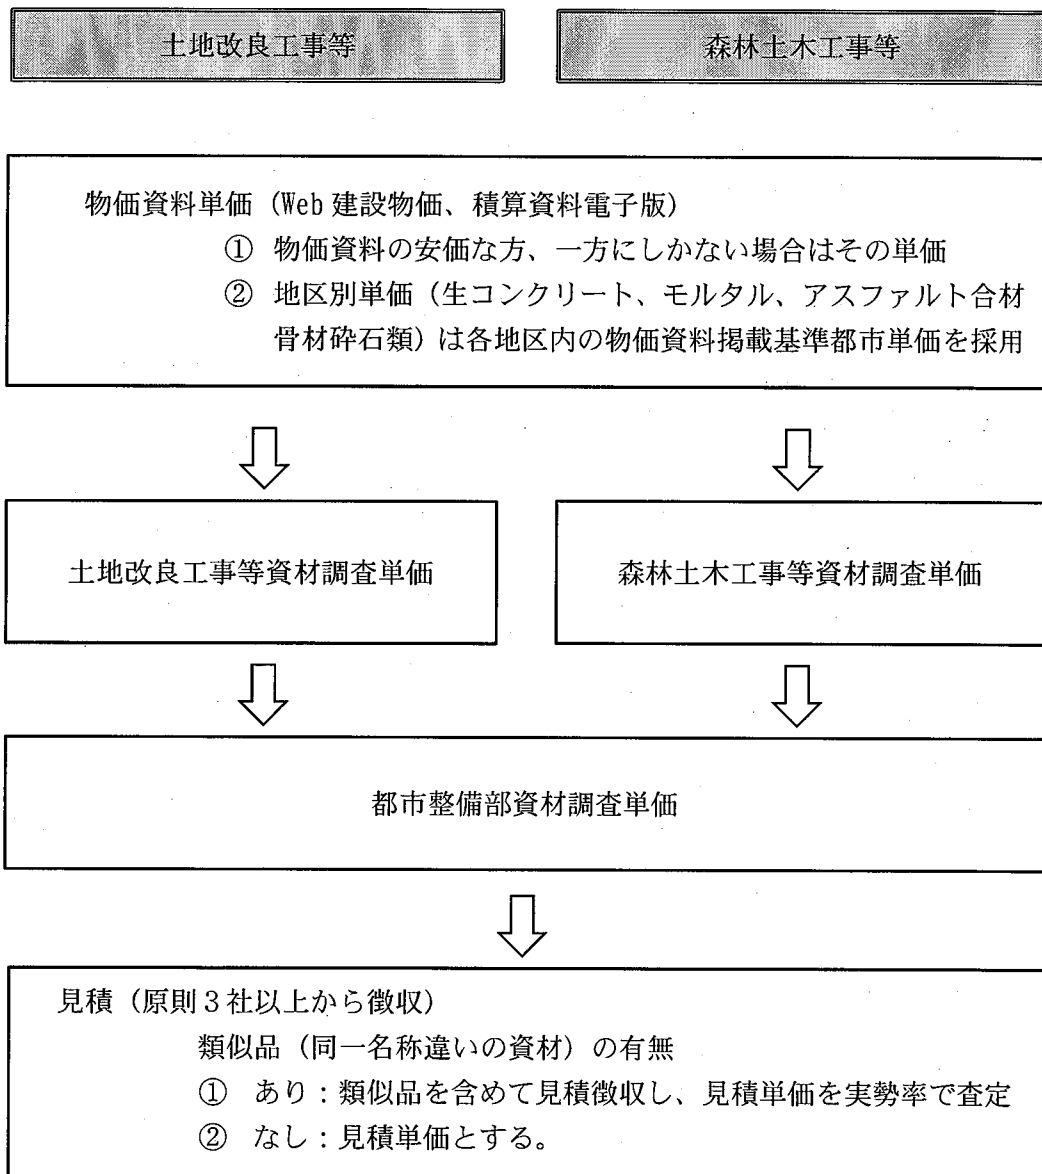 土地改良工事等
森林土木工事等
物価資料単価（Web 建設物価、積算資料電子版）
① 物価資料の安価な方、一方にしかない場合はその単価
② 地区別単価（生コンクリート、モルタル、アスファルト合材
骨材砕石類）は各地区内の物価資料掲載基準都市単価を採用
土地改良工事等資材調査単価
森林土木工事等資材調査単価
都市整備部資材調査単価
見積（原則３社以上から徴収）
類似品（同一名称違いの資材）の有無
① あり：類似品を含めて見積徴収し、見積単価を実勢率で査定
② なし：見積単価とする。